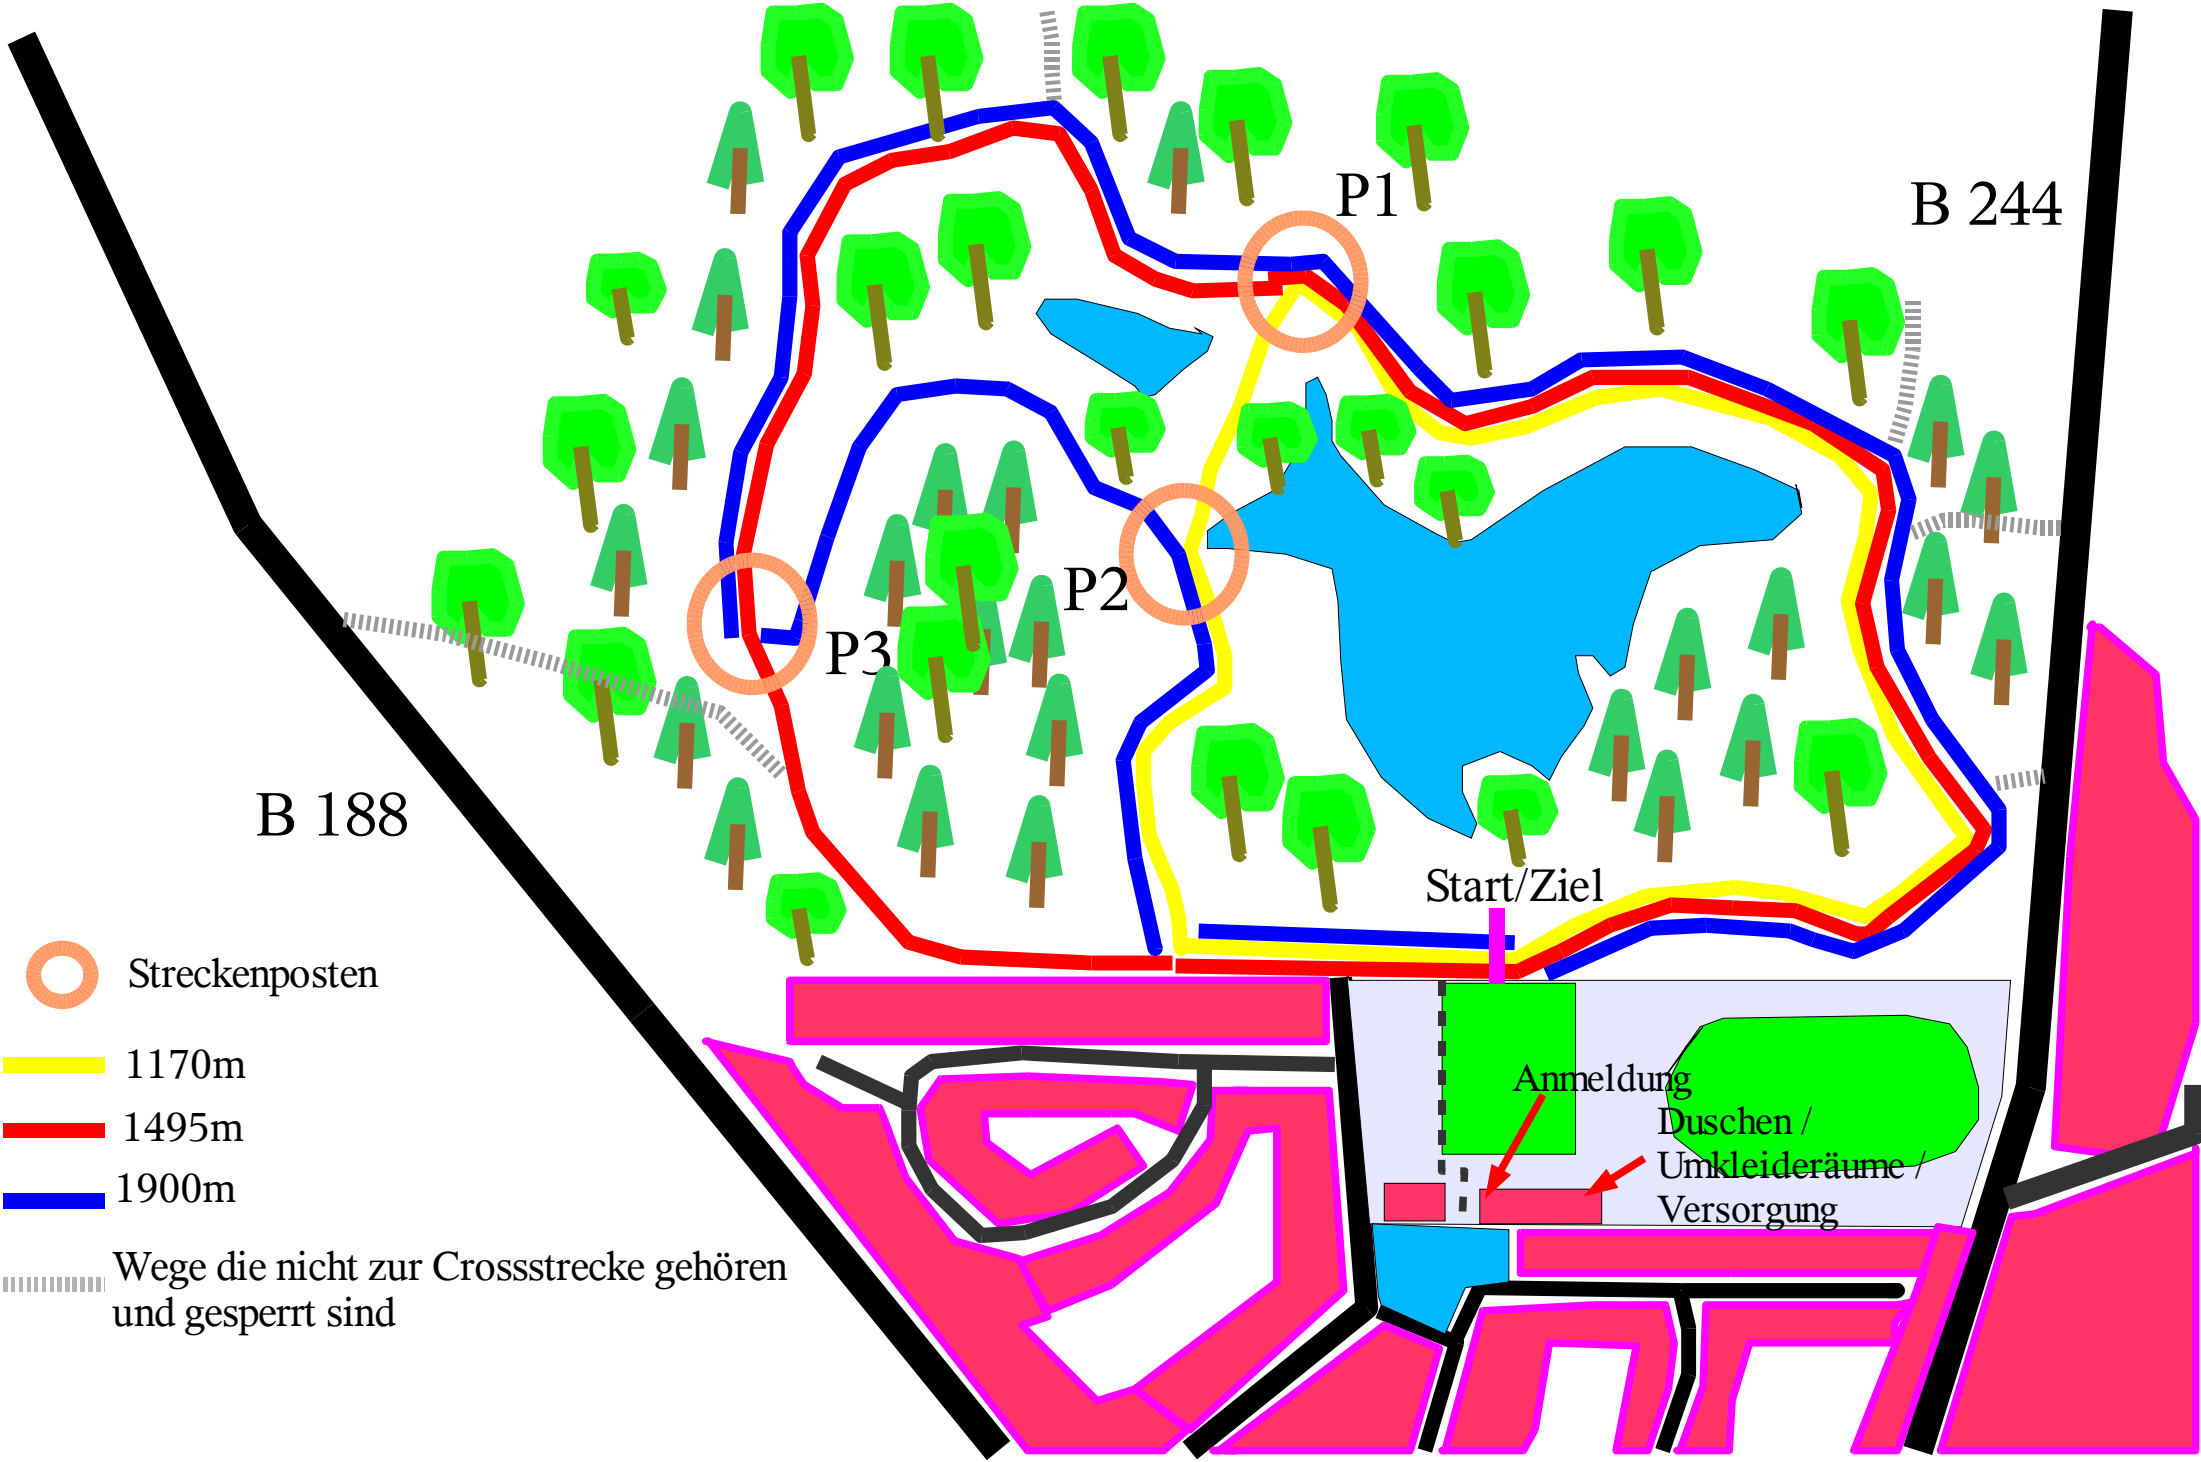 P1
B 244
P2
P3
B 188
Start/Ziel
Streckenposten
1170m
1495m
1900m
Wege die nicht zur Crossstrecke gehören
und gesperrt sind
Anmeldung
Duschen /
Umkleideräume /
Versorgung